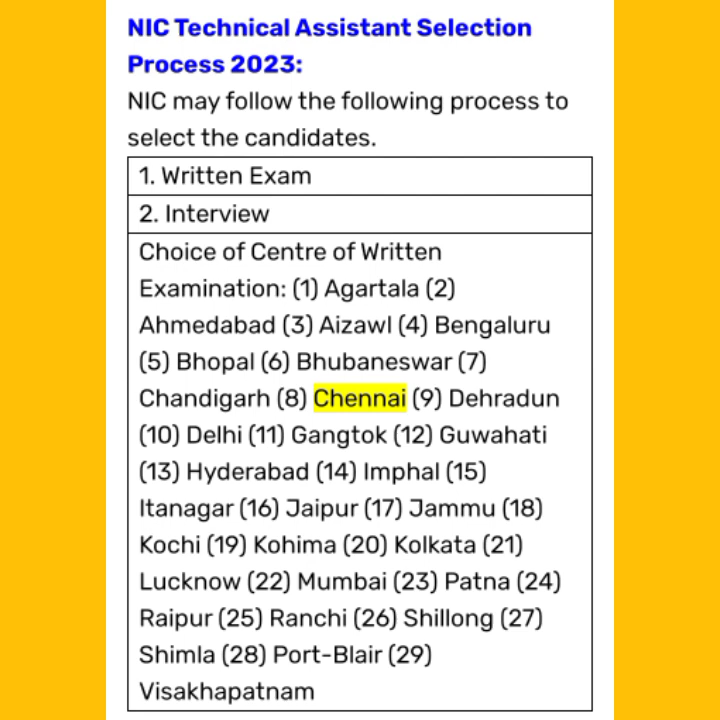 NIC Technical Assistant Selection
Process 2023:
NIC may follow the following process to
select the candidates.
1. Written Exam
2. Interview
Choice of Centre of Written
Examination: (1) Agartala (2)
Ahmedabad (3) Aizawl (4) Bengaluru
(5) Bhopal (6) Bhubaneswar (7)
Chandigarh (8) Chennai (9) Dehradun
(10) Delhi (11) Gangtok (12) Guwahati
(13) Hyderabad (14) Imphal (15)
Itanagar (16) Jaipur (17) Jammu (18)
Kochi (19) Kohima (20) Kolkata (21)
Lucknow (22) Mumbai (23) Patna (24)
Raipur (25) Ranchi (26) Shillong (27)
Shimla (28) Port-Blair (29)
Visakhapatnam